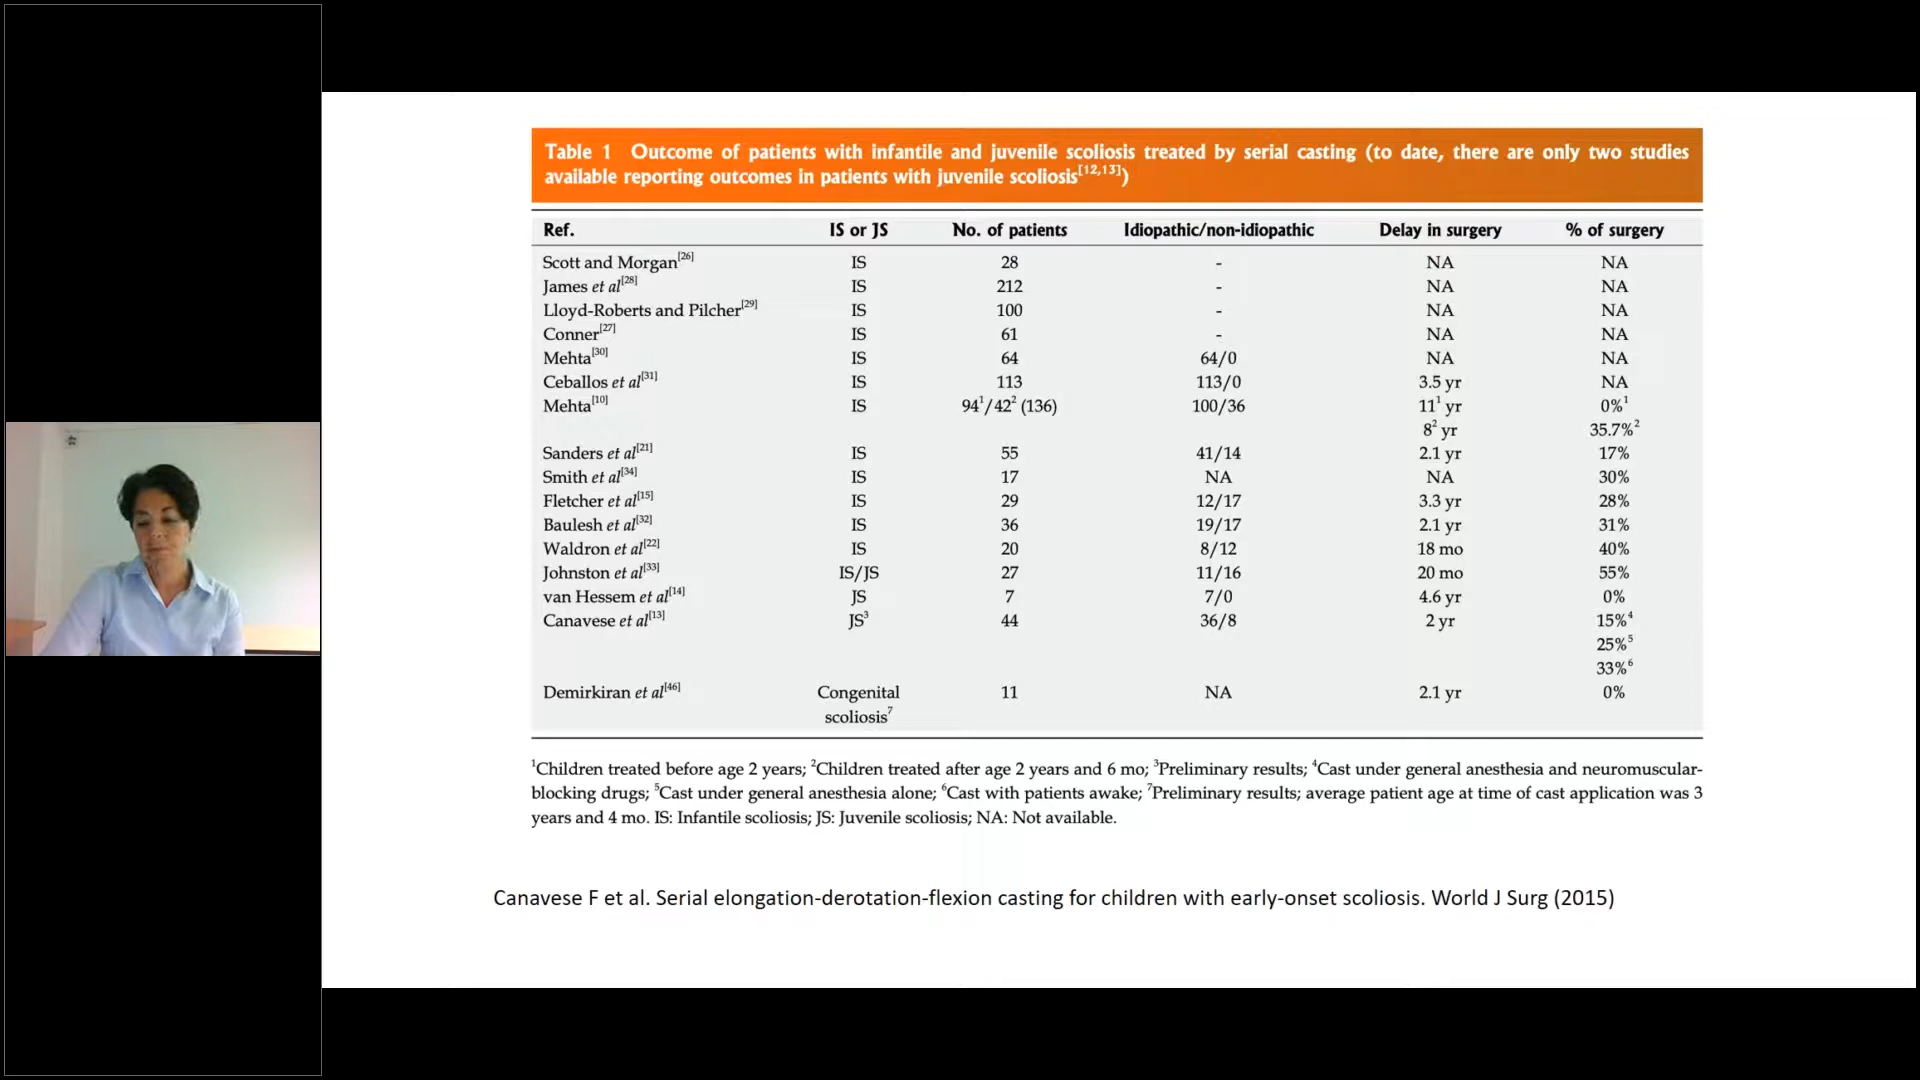 Table 1 Outcome of patients with infantile and juvenile scoliosis treated by serial casting (to date, there are only two studies
available reporting outcomes in patients with juvenile scoliosis[12,13])
Ref. IS or JS No. of patients Idiopathic/non-idiopathic Delay in surgery % of surgery
Scott and Morgan[26] IS 28 - NA NA
James et al[28] IS 212 - NA NA
Lloyd-Roberts and Pilcher[29] IS 100 - NA NA
Conner[27] IS 61 - NA NA
Mehta[30] IS 64 64/0 NA NA
Ceballos et al[31] IS 113 113/0 3.5 yr NA
Mehta[10] IS 94¹/42² (136) 100/36 11¹ yr 0%¹
8² yr 35.7%²
Sanders et al[21] IS 55 41/14 2.1 yr 17%
Smith et al[34] IS 17 NA NA 30%
Fletcher et al[15] IS 29 12/17 3.3 yr 28%
Baulesh et al[32] IS 36 19/17 2.1 yr 31%
Waldron et al[22] IS 20 8/12 18 mo 40%
Johnston et al[33] IS/JS 27 11/16 20 mo 55%
van Hessem et al[14] JS 7 7/0 4.6 yr 0%
Canavese et al[13] JS³ 44 36/8 2 yr 15%⁴
25%⁵
33%⁶
Demirkiran et al[46] Congenital 11 NA 2.1 yr 0%
scoliosis⁷
¹Children treated before age 2 years; ²Children treated after age 2 years and 6 mo; ³Preliminary results; ⁴Cast under general anesthesia and neuromuscular-
blocking drugs; ⁵Cast under general anesthesia alone; ⁶Cast with patients awake; ⁷Preliminary results; average patient age at time of cast application was 3
years and 4 mo. IS: Infantile scoliosis; JS: Juvenile scoliosis; NA: Not available.
Canavese F et al. Serial elongation-derotation-flexion casting for children with early-onset scoliosis. World J Surg (2015)